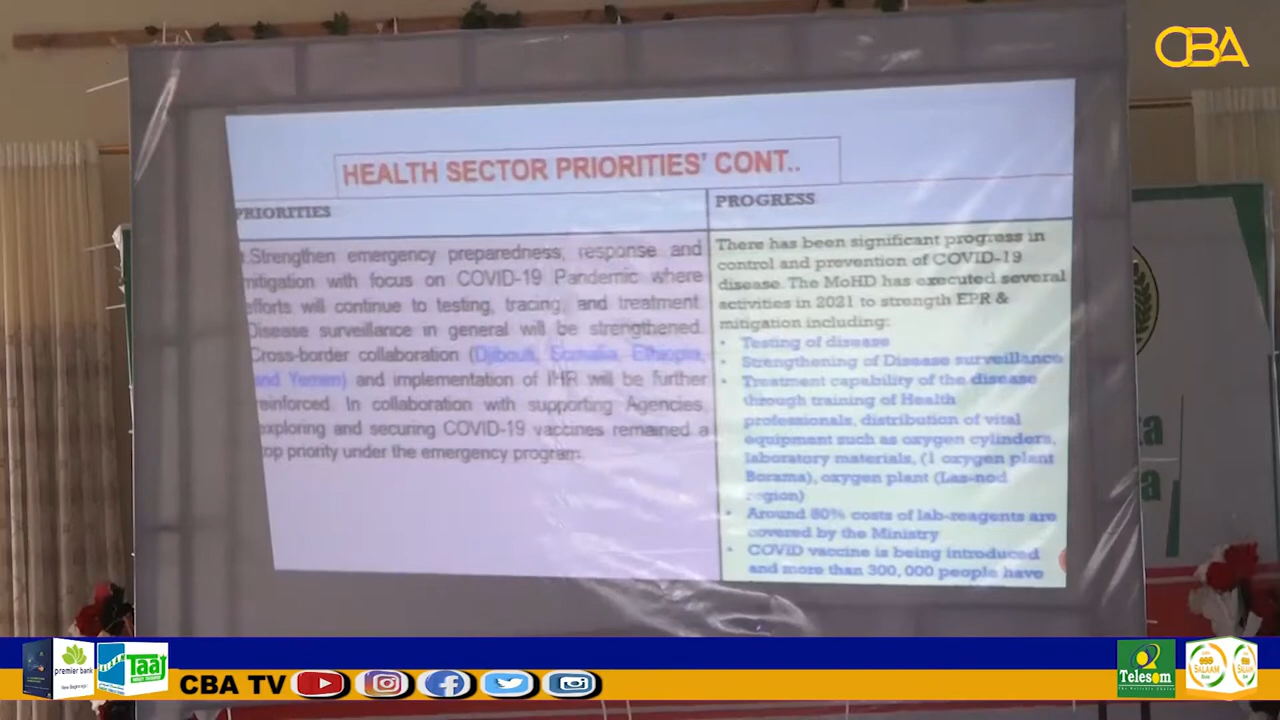 CBA
HEALTH SECTOR PRIORITIES' CONT..
PRIORITIES
Strengthen emergency preparedness, response and
mitigation with focus on COVID-19 Pandemic where
efforts will continue to testing, tracing, and treatment.
Disease surveillance in general will be strengthened.
Cross-border collaboration (Djibouti, Somalia, Ethiopia,
and Yemen) and implementation of IHR will be further
reinforced. In collaboration with supporting Agencies,
exploring and securing COVID-19 vaccines remained a
top priority under the emergency program.
PROGRESS
There has been significant progress in
control and prevention of COVID-19
disease. The MoHD has executed several
activities in 2021 to strength EPR &
mitigation including:
• Testing of disease
• Strengthening of Disease surveillance
• Treatment capability of the disease
through training of Health
professionals, distribution of vital
equipment such as oxygen cylinders,
laboratory materials, (1 oxygen plant
Borama), oxygen plant (Las-nod
region)
• Around 80% costs of lab-reagents are
covered by the Ministry
• COVID vaccine is being introduced
and more than 300,000 people have
premier bank
Taaj
CBA TV
Telesom
SALAAM